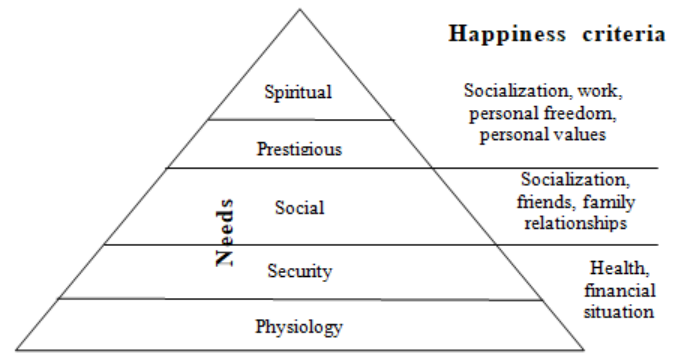 Happiness criteria
Spiritual
Socialization, work,
personal freedom,
personal values
Prestigious
Socialization,
friends, family
relationships
Social
Needs
Security
Health,
financial
situation
Physiology